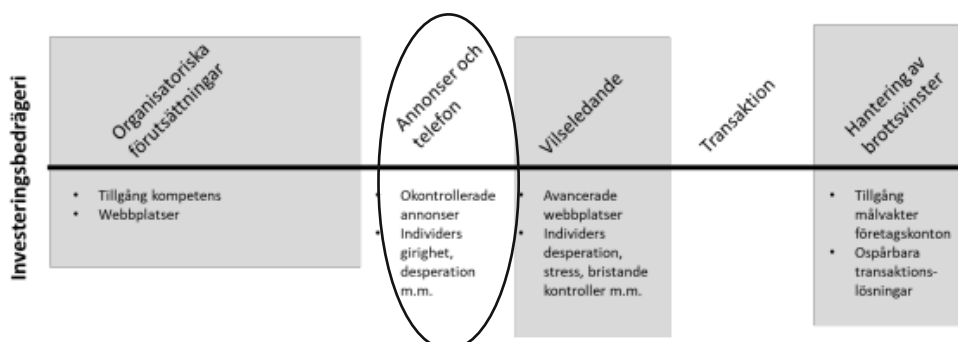 Investeringsbedrägeri
Organisatoriska
förutsättningar
• Tillgång kompetens
• Webbplatser
Annonser och
telefon
• Okontrollerade
annonser
• Individers
girighet,
desperation
m.m.
Vilseledande
• Avancerade
webbplatser
• Individers
desperation,
stress, bristande
kontroller m.m.
Transaktion
Hantering av
brottsvinster
• Tillgång
målvakter
företagskonton
• Ospårbara
transaktions-
lösningar